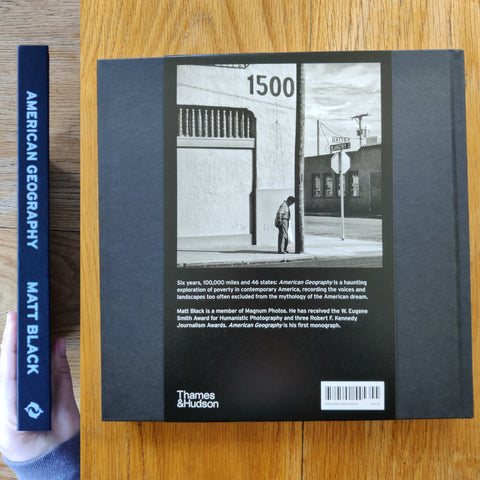 AMERICAN GEOGRAPHY
MATT BLACK
1500
Six years, 100,000 miles and 46 states: American Geography is a haunting
exploration of poverty in contemporary America, recording the voices and
landscapes too often excluded from the mythology of the American dream.
Matt Black is a member of Magnum Photos. He has received the W. Eugene
Smith Award for Humanistic Photography and three Robert F. Kennedy
Journalism Awards. American Geography is his first monograph.
Thames
&Hudson